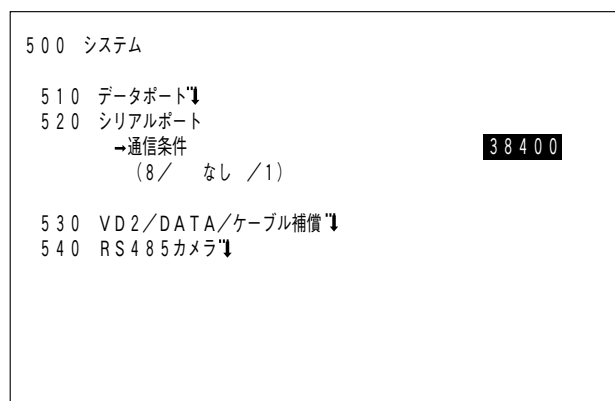 ５００ システム
５１０ データポート"⬇
５２０ シリアルポート
➞通信条件 ３８４００
（８／ なし ／１）
５３０ ＶＤ２／ＤＡＴＡ／ケーブル補償"⬇
５４０ ＲＳ４８５カメラ"⬇